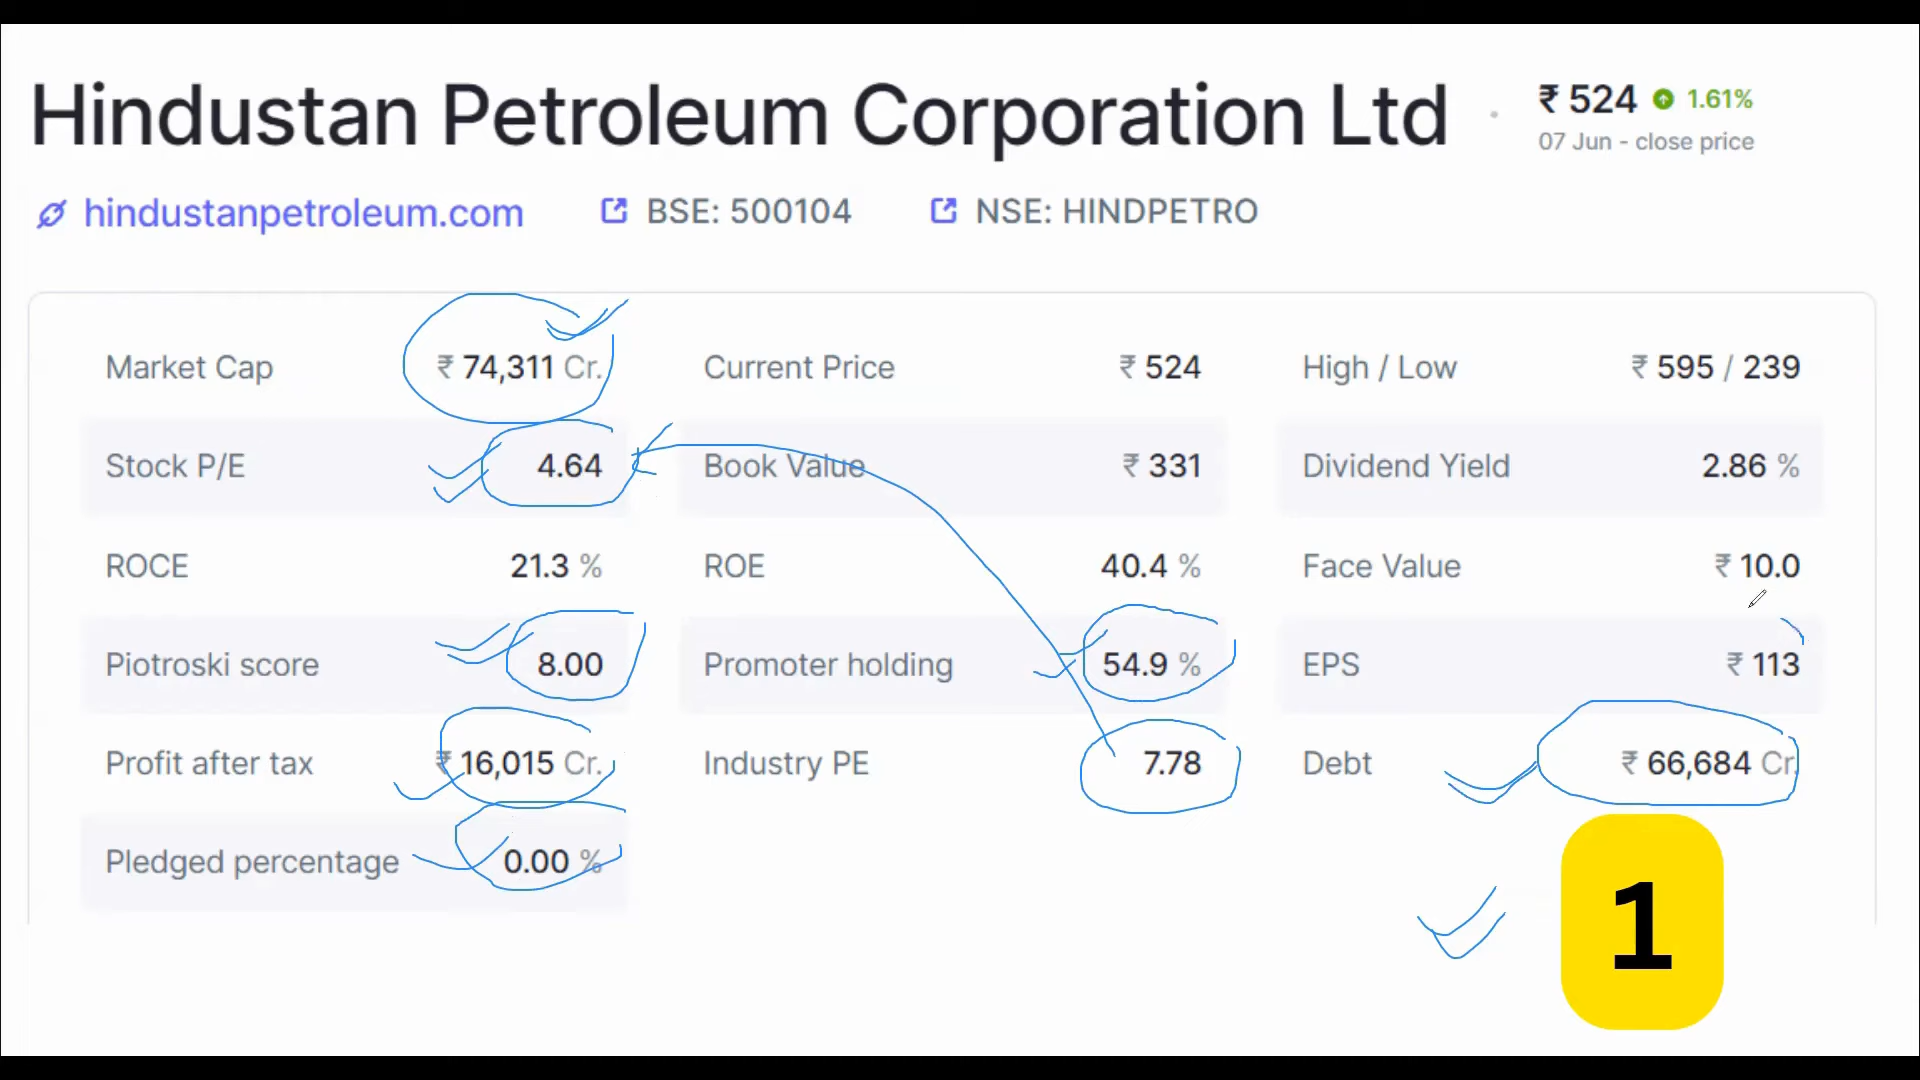 Hindustan Petroleum Corporation Ltd
₹ 524 1.61%
07 Jun - close price
hindustanpetroleum.com BSE: 500104 NSE: HINDPETRO
Market Cap ₹ 74,311 Cr. Current Price ₹ 524 High / Low ₹ 595 / 239
Stock P/E 4.64 Book Value ₹ 331 Dividend Yield 2.86 %
ROCE 21.3 % ROE 40.4 % Face Value ₹ 10.0
Piotroski score 8.00 Promoter holding 54.9 % EPS ₹ 113
Profit after tax ₹ 16,015 Cr. Industry PE 7.78 Debt ₹ 66,684 Cr.
Pledged percentage 0.00 %
1